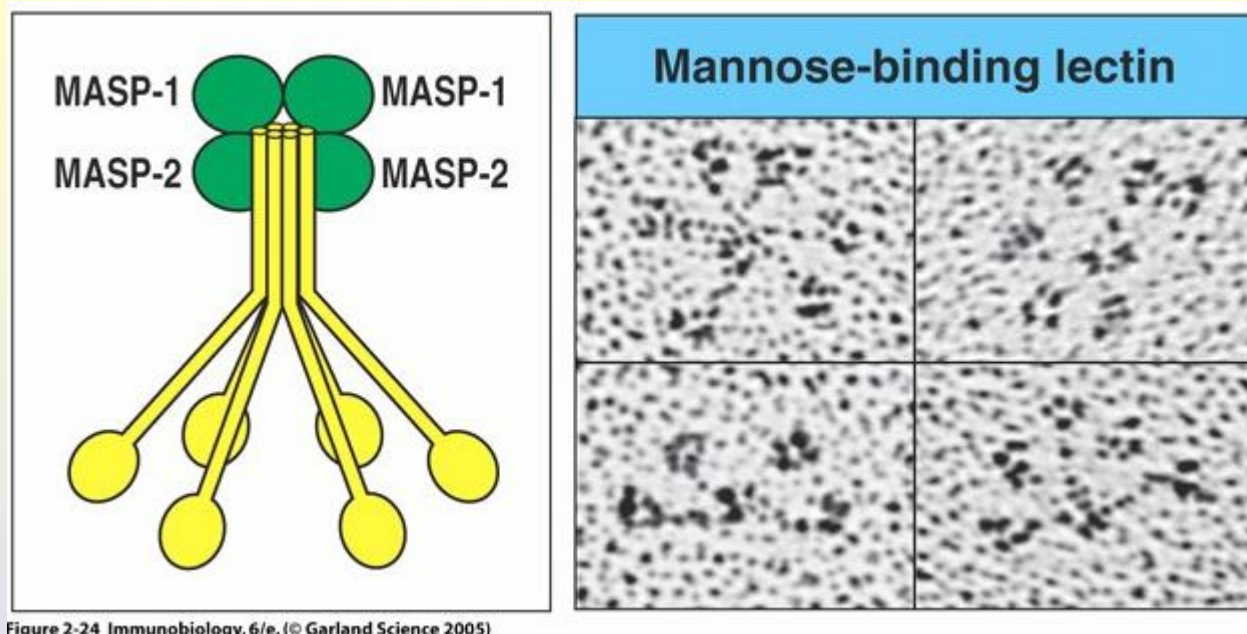 MASP-1 MASP-1
MASP-2 MASP-2
Mannose-binding lectin
Figure 2-24 Immunobiology, 6/e. (© Garland Science 2005)